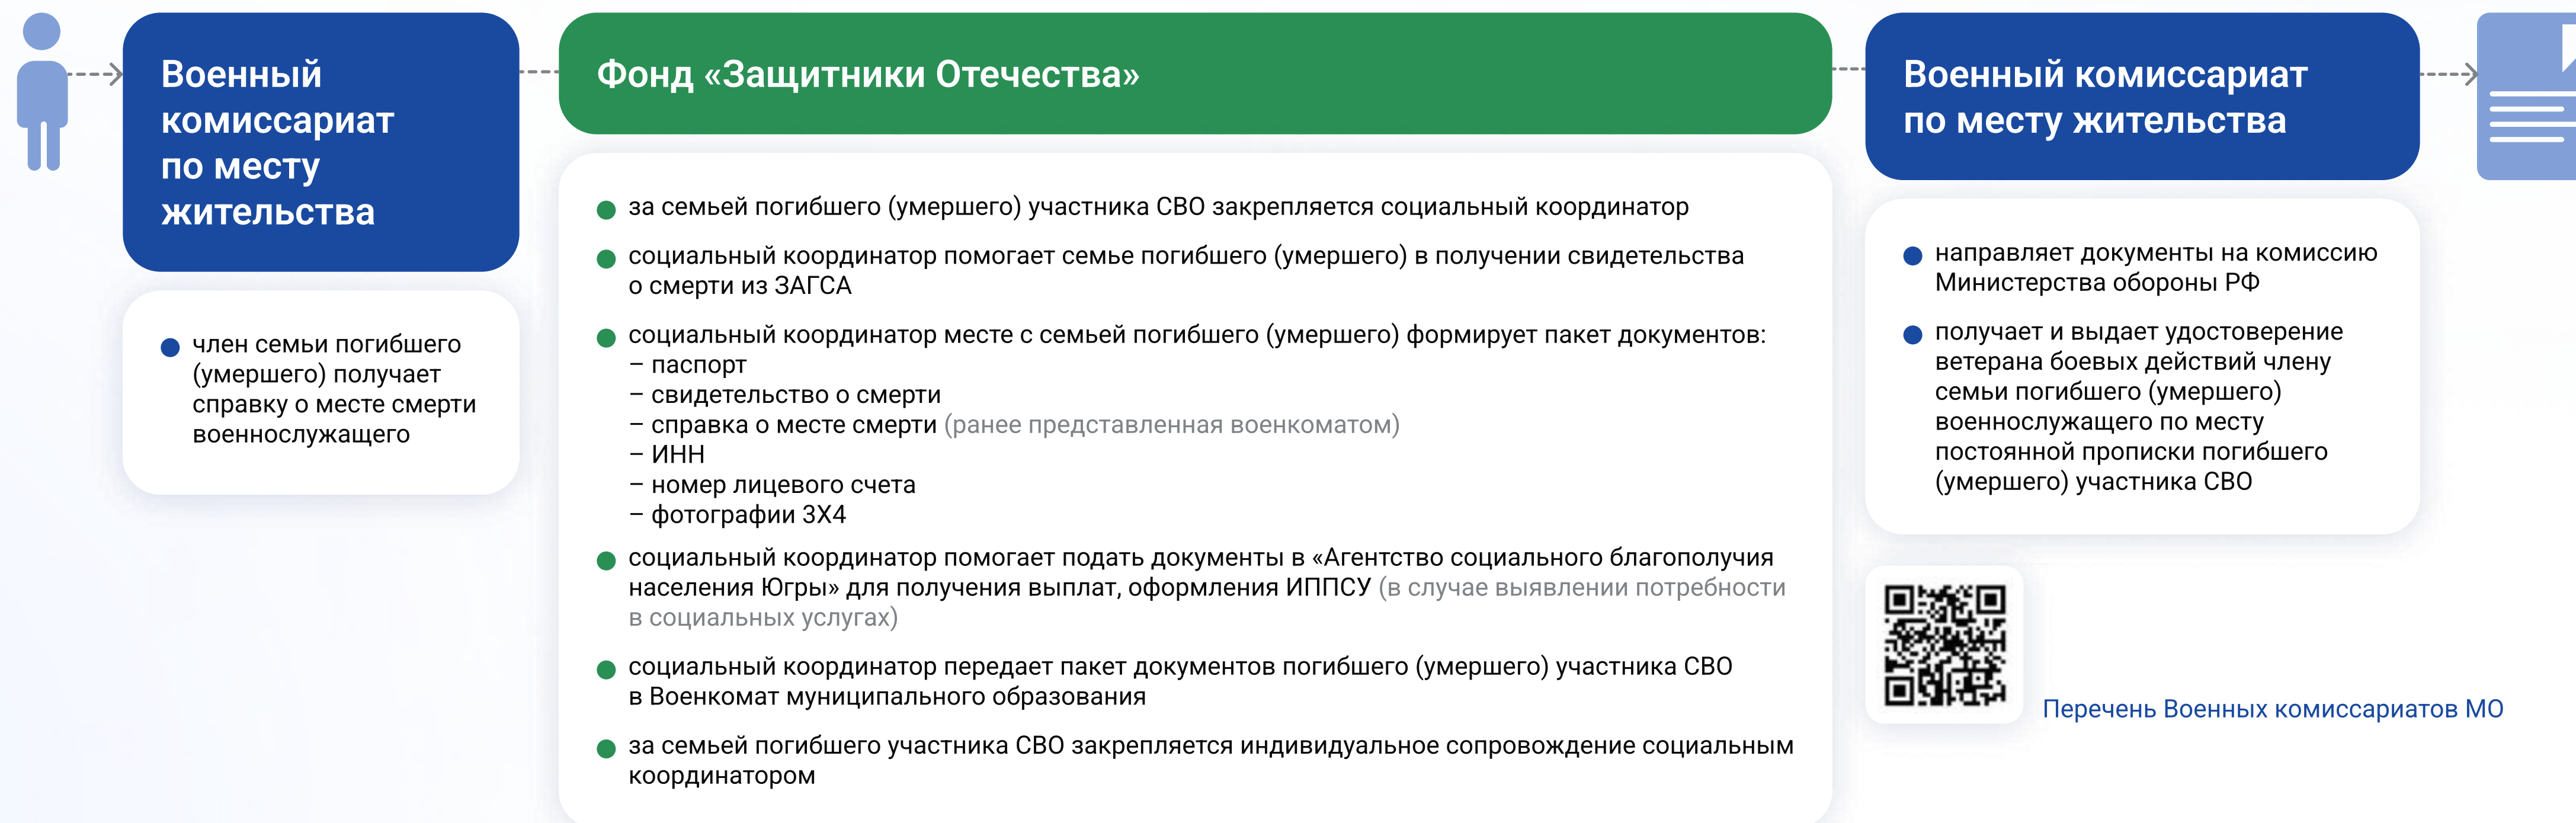 Военный
комиссариат
по месту
жительства
член семьи погибшего
(умершего) получает
справку о месте смерти
военнослужащего
Фонд «Защитники Отечества»
за семьей погибшего (умершего) участника СВО закрепляется социальный координатор
социальный координатор помогает семье погибшего (умершего) в получении свидетельства
о смерти из ЗАГСА
социальный координатор месте с семьей погибшего (умершего) формирует пакет документов:
– паспорт
– свидетельство о смерти
– справка о месте смерти (ранее представленная военкоматом)
– ИНН
– номер лицевого счета
– фотографии 3Х4
социальный координатор помогает подать документы в «Агентство социального благополучия
населения Югры» для получения выплат, оформления ИППСУ (в случае выявлении потребности
в социальных услугах)
социальный координатор передает пакет документов погибшего (умершего) участника СВО
в Военкомат муниципального образования
за семьей погибшего участника СВО закрепляется индивидуальное сопровождение социальным
координатором
Военный комиссариат
по месту жительства
направляет документы на комиссию
Министерства обороны РФ
получает и выдает удостоверение
ветерана боевых действий члену
семьи погибшего (умершего)
военнослужащего по месту
постоянной прописки погибшего
(умершего) участника СВО
Перечень Военных комиссариатов МО